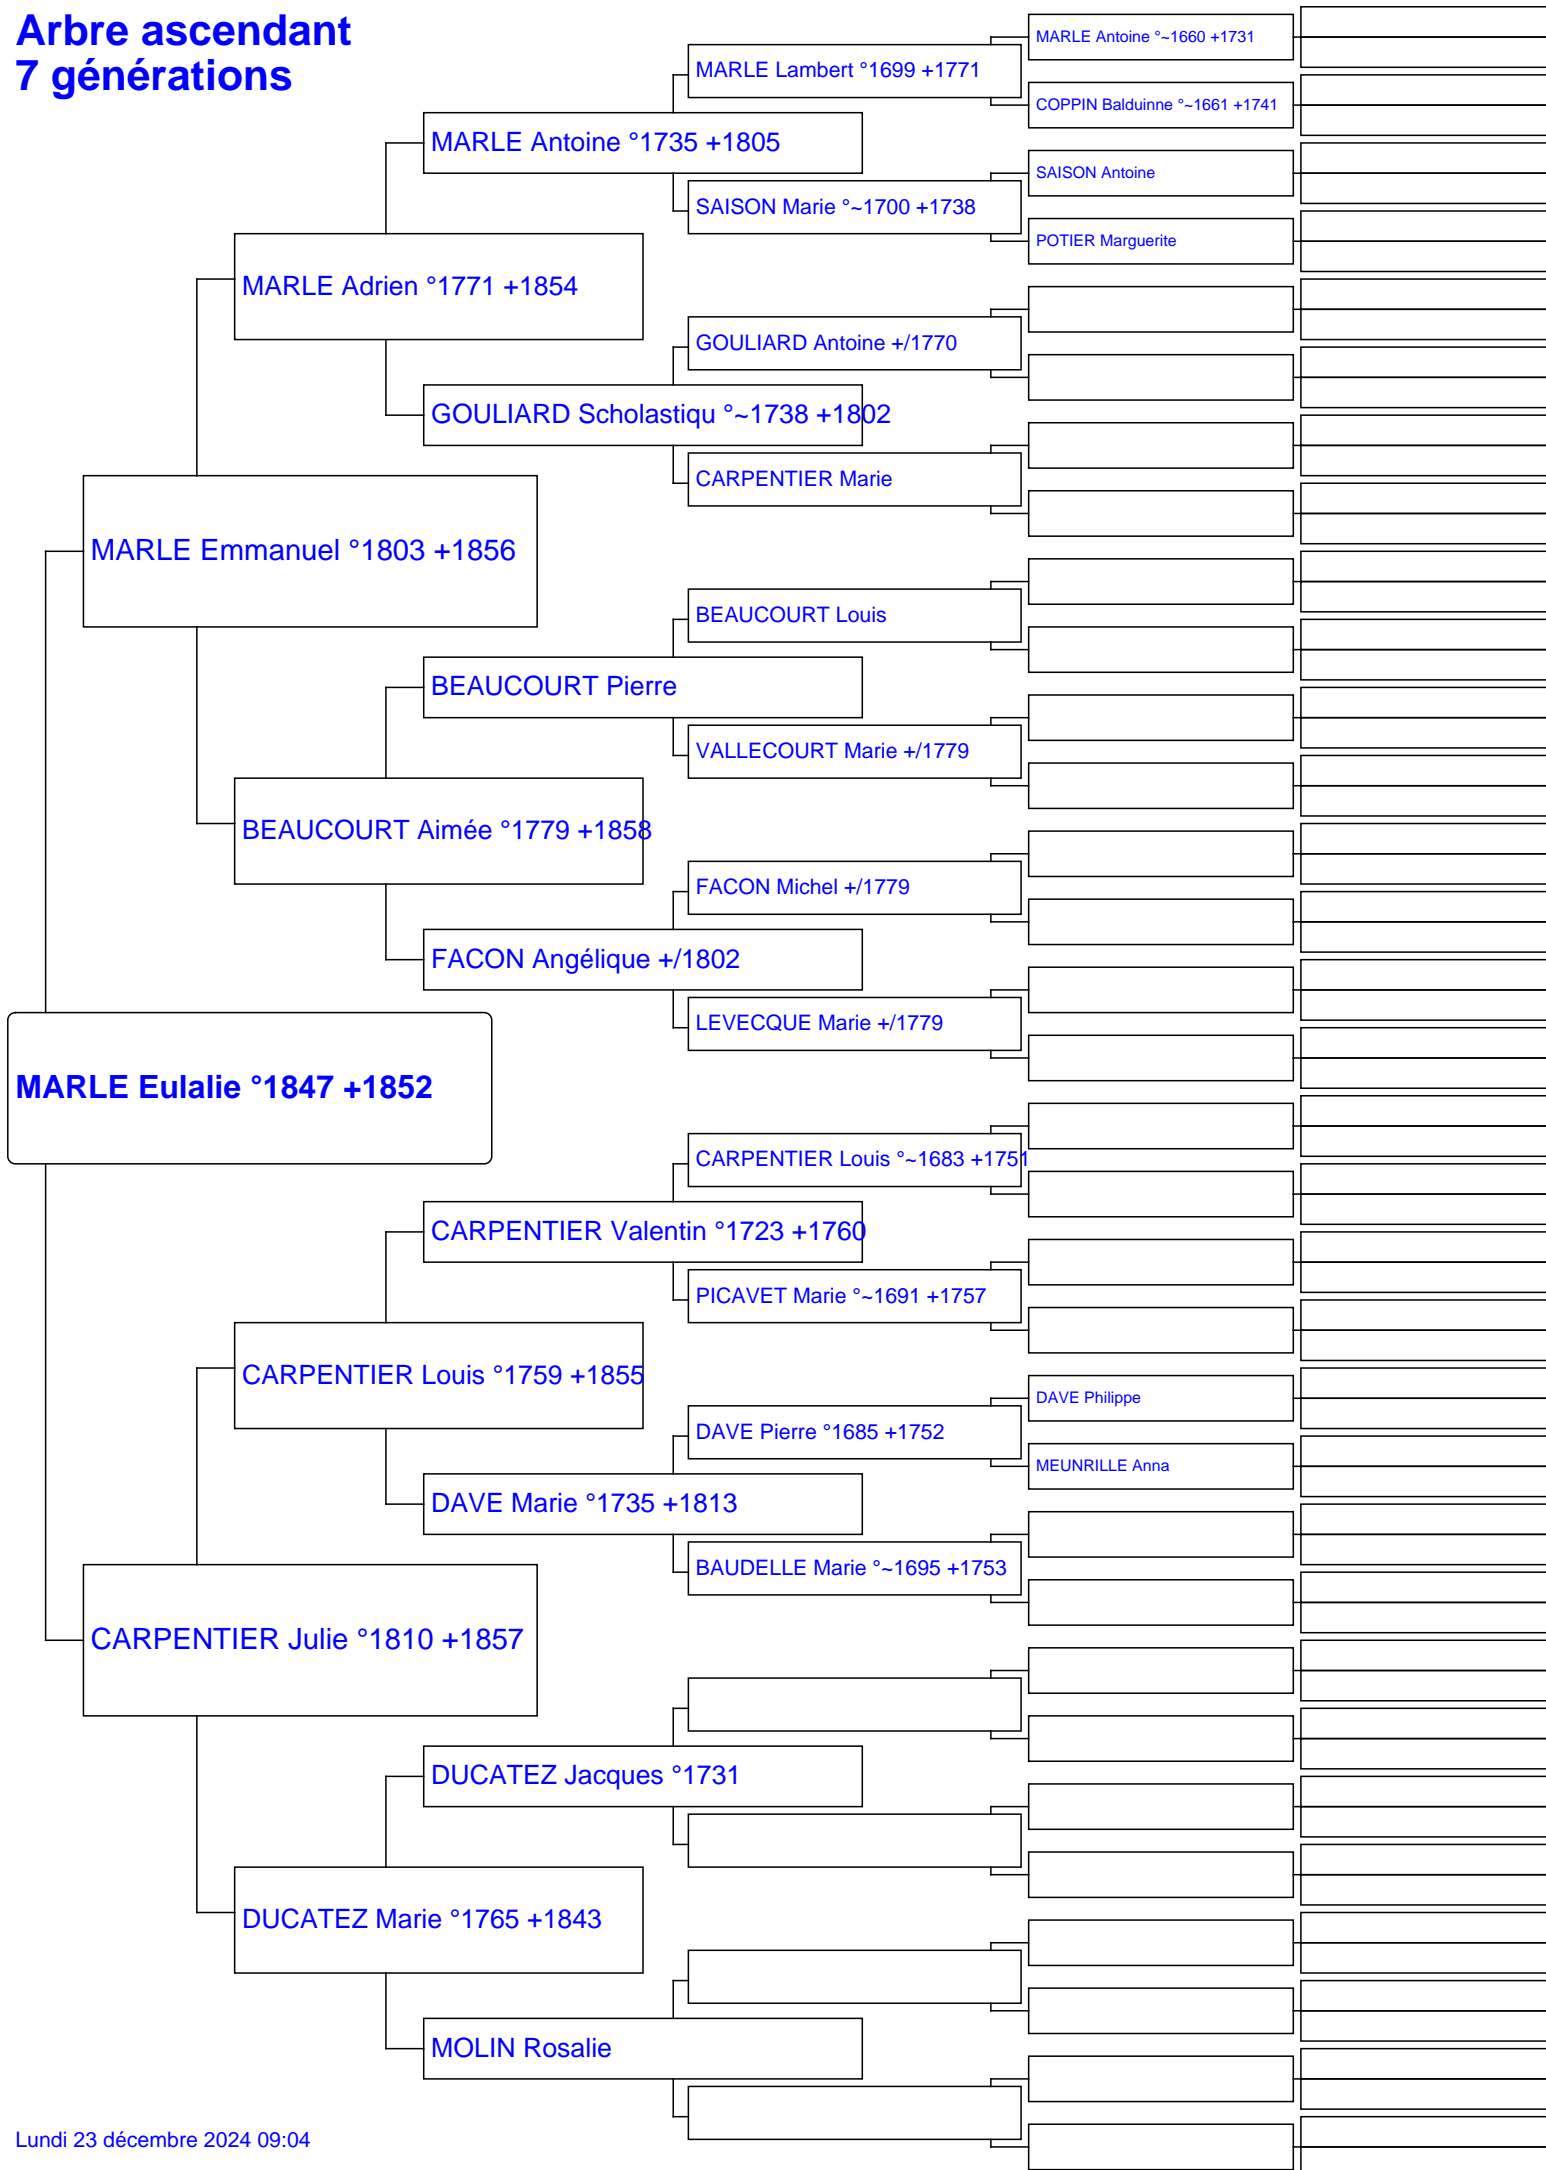 Arbre ascendant
7 générations
MARLE Antoine °~1660 +1731
MARLE Lambert °1699 +1771
COPPIN Balduinne °~1661 +1741
MARLE Antoine °1735 +1805
SAISON Antoine
SAISON Marie °~1700 +1738
POTIER Marguerite
MARLE Adrien °1771 +1854
GOULIARD Antoine +/1770
GOULIARD Scholastiqu °~1738 +1802
CARPENTIER Marie
MARLE Emmanuel °1803 +1856
BEAUCOURT Louis
BEAUCOURT Pierre
VALLECOURT Marie +/1779
BEAUCOURT Aimée °1779 +1858
FACON Michel +/1779
FACON Angélique +/1802
LEVECQUE Marie +/1779
MARLE Eulalie °1847 +1852
CARPENTIER Louis °~1683 +1751
CARPENTIER Valentin °1723 +1760
PICAVET Marie °~1691 +1757
CARPENTIER Louis °1759 +1855
DAVE Philippe
DAVE Pierre °1685 +1752
MEUNRILLE Anna
DAVE Marie °1735 +1813
BAUDELLE Marie °~1695 +1753
CARPENTIER Julie °1810 +1857
DUCATEZ Jacques °1731
DUCATEZ Marie °1765 +1843
MOLIN Rosalie
Lundi 23 décembre 2024 09:04